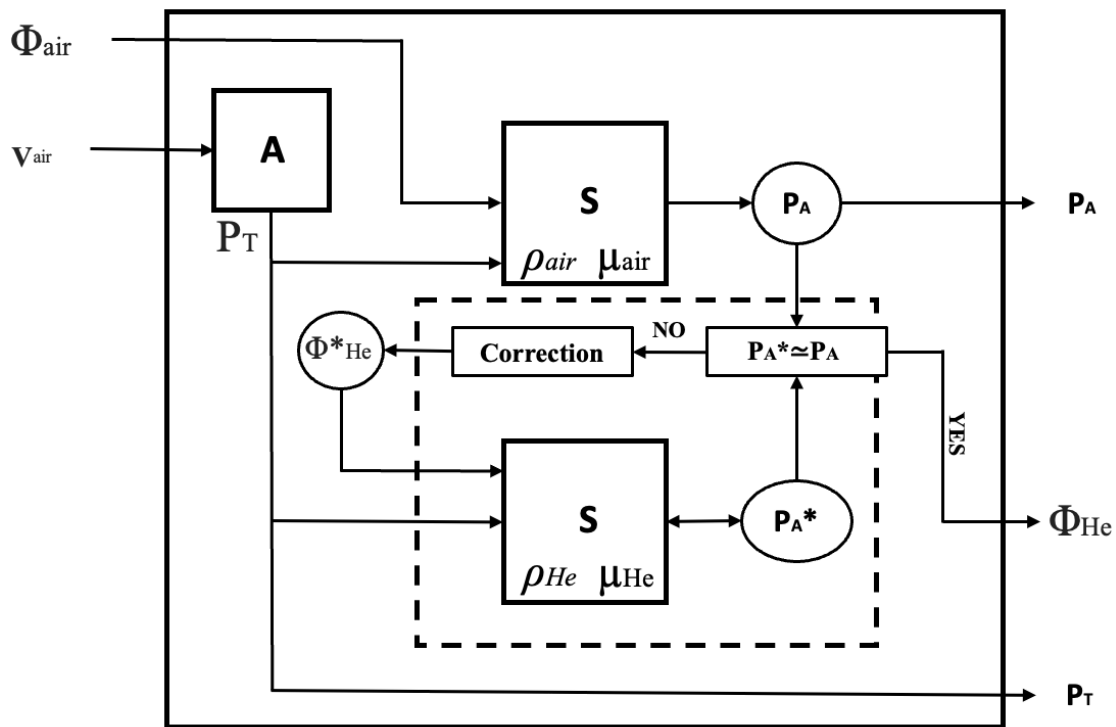 Φair
vair
A
PT
S
ρair μair
PA
PA
NO
Φ*He
Correction
PA*≃PA
YES
S
ρHe μHe
PA*
ΦHe
PT